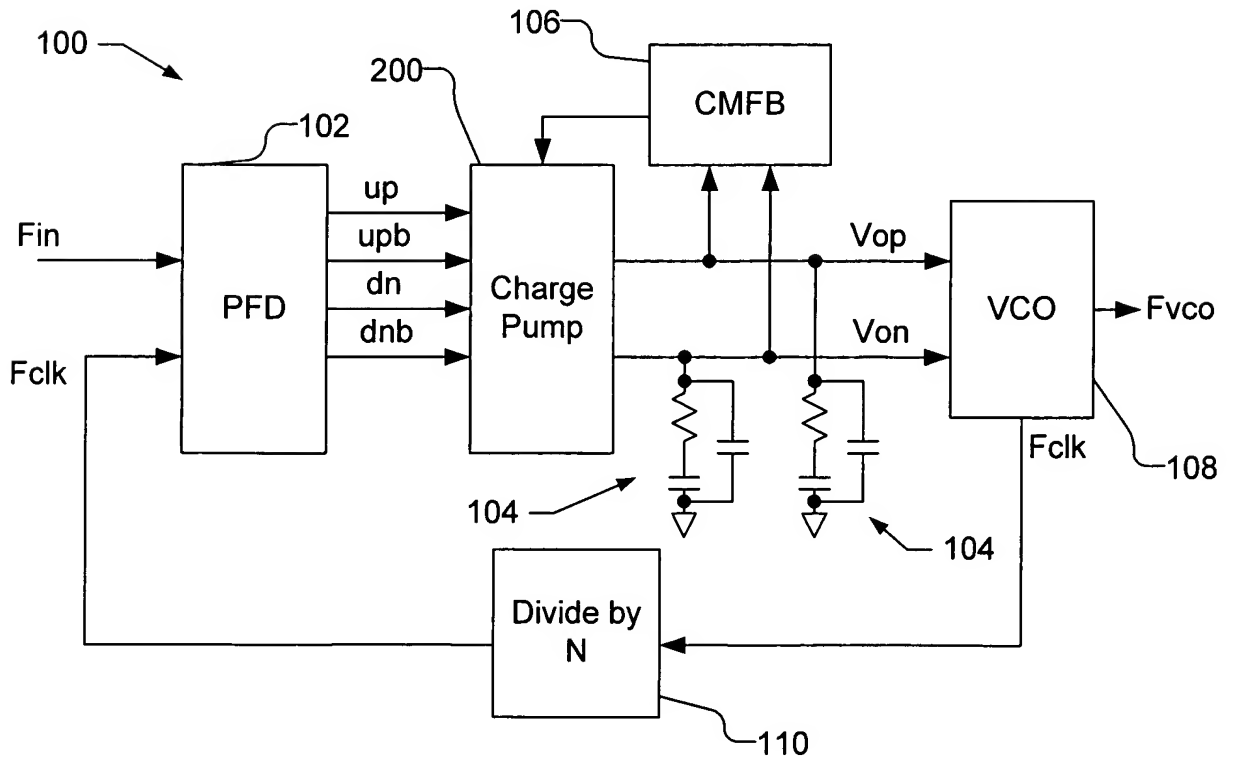 106
100
200
CMFB
102
up
Fin
upb
Vop
dn
Charge
Pump
PFD
VCO
Fvco
dnb
Von
Fclk
Fclk
108
104
104
Divide by
N
110